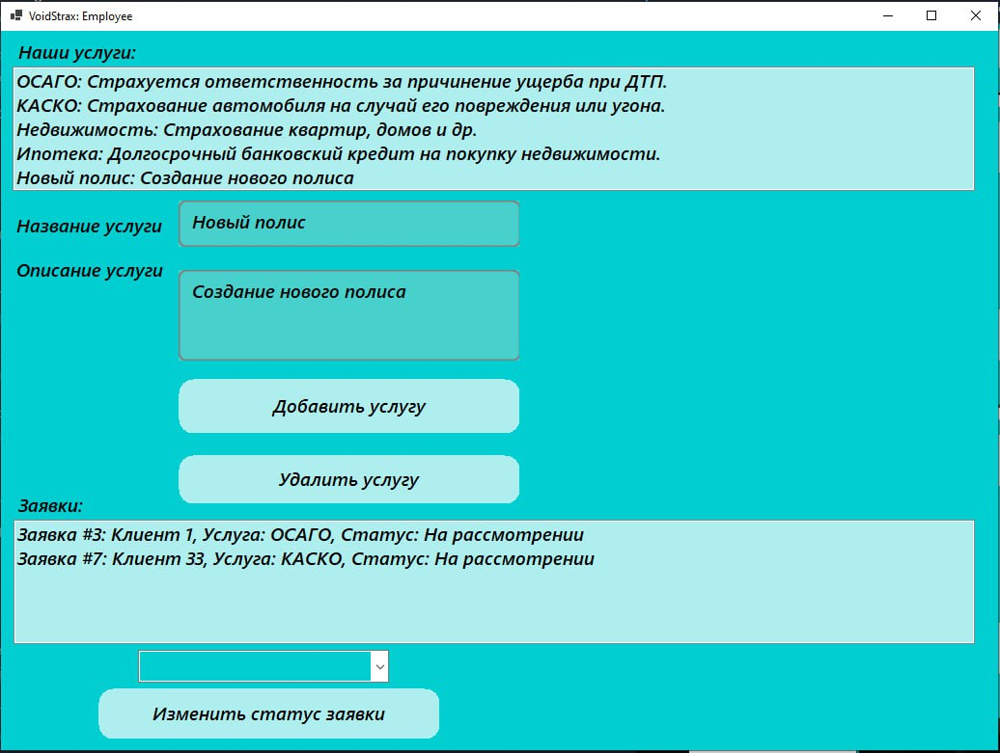 VoidStrax: Employee
Наши услуги:
ОСАГО: Страхуется ответственность за причинение ущерба при ДТП.
КАСКО: Страхование автомобиля на случай его повреждения или угона.
Недвижимость: Страхование квартир, домов и др.
Ипотека: Долгосрочный банковский кредит на покупку недвижимости.
Новый полис: Создание нового полиса
Название услуги
Новый полис
Описание услуги
Создание нового полиса
Добавить услугу
Удалить услугу
Заявки:
Заявка #3: Клиент 1, Услуга: ОСАГО, Статус: На рассмотрении
Заявка #7: Клиент 33, Услуга: КАСКО, Статус: На рассмотрении
Изменить статус заявки